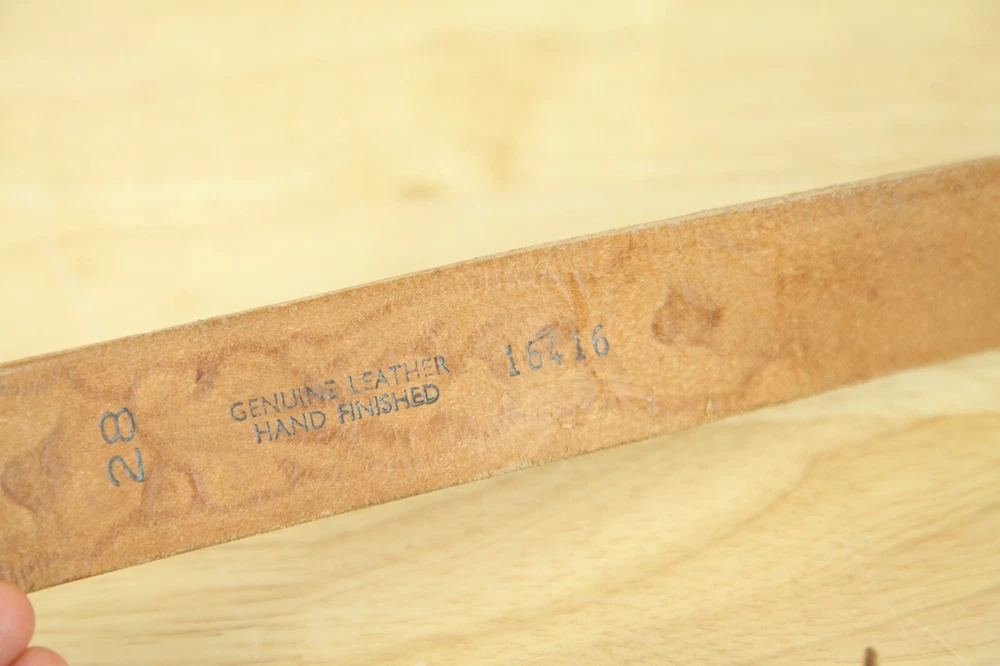 28
GENUINE LEATHER
HAND FINISHED
16416